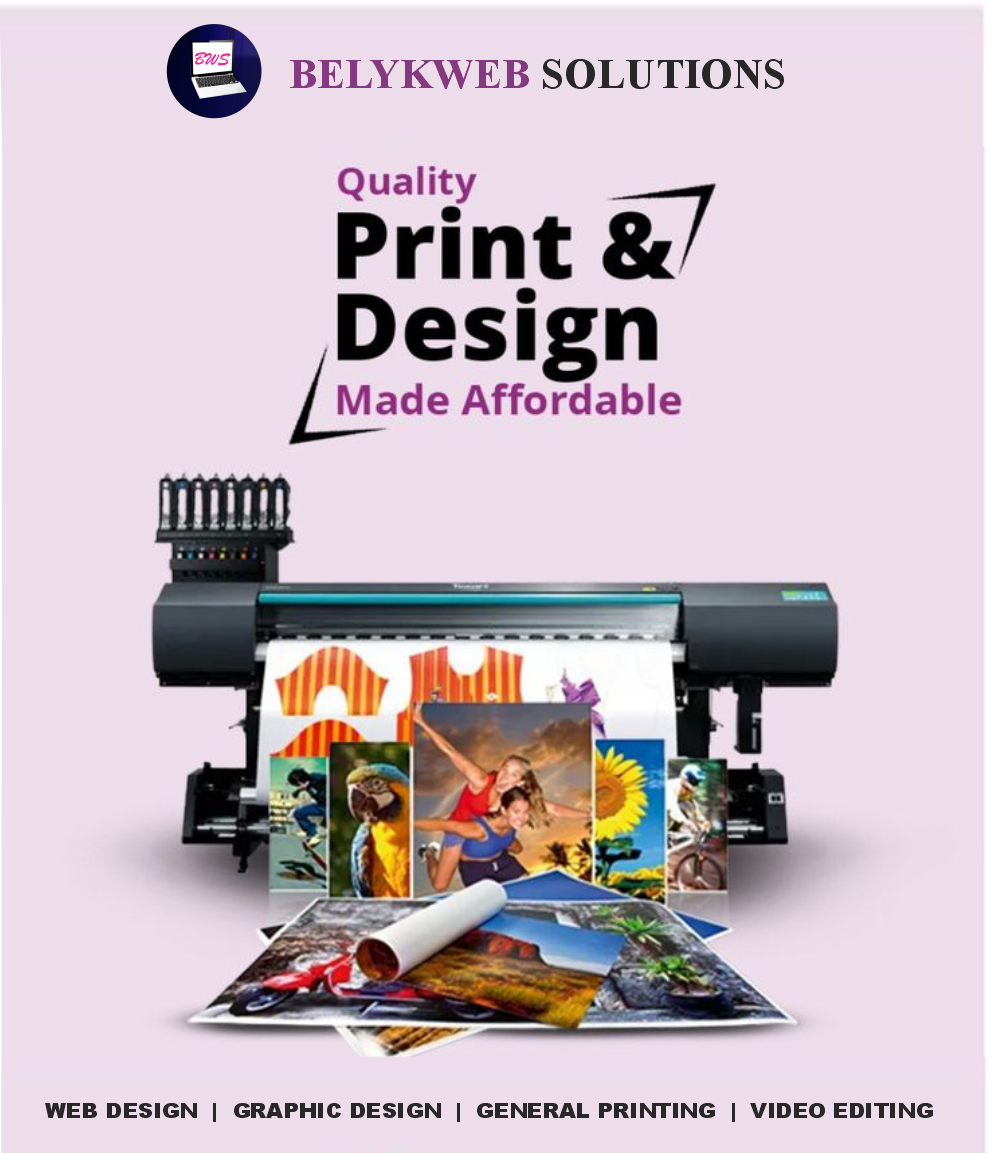 BWS
BELYKWEB SOLUTIONS
Quality
Print &
Design
Made Affordable
WEB DESIGN | GRAPHIC DESIGN | GENERAL PRINTING | VIDEO EDITING